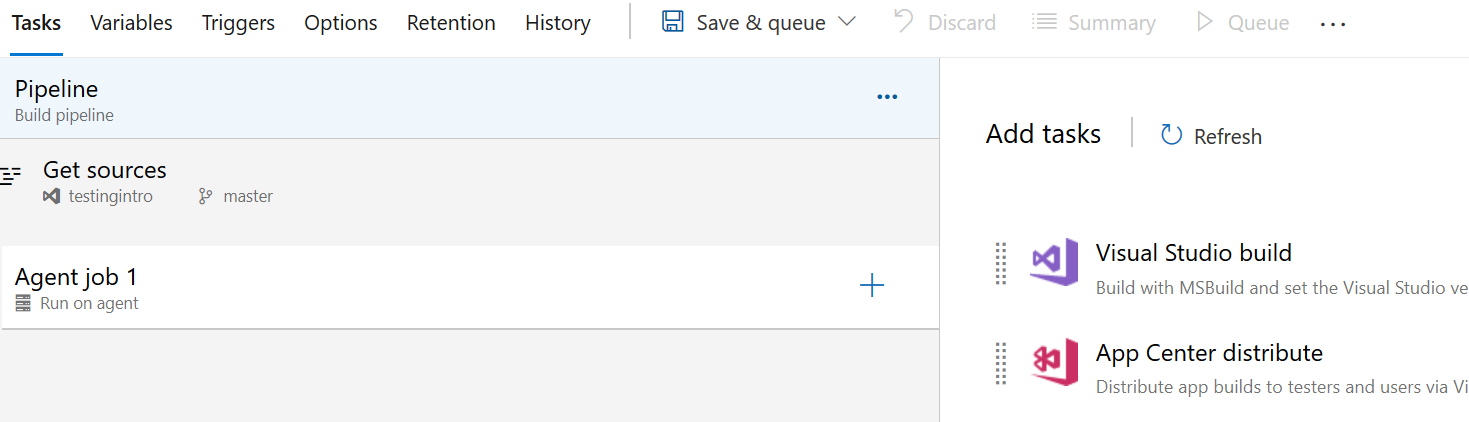 Tasks Variables Triggers Options Retention History Save & queue Discard Summary Queue ...
Pipeline
Build pipeline
Get sources
testingintro master
Agent job 1
Run on agent
Add tasks Refresh
Visual Studio build
Build with MSBuild and set the Visual Studio ve
App Center distribute
Distribute app builds to testers and users via Vi